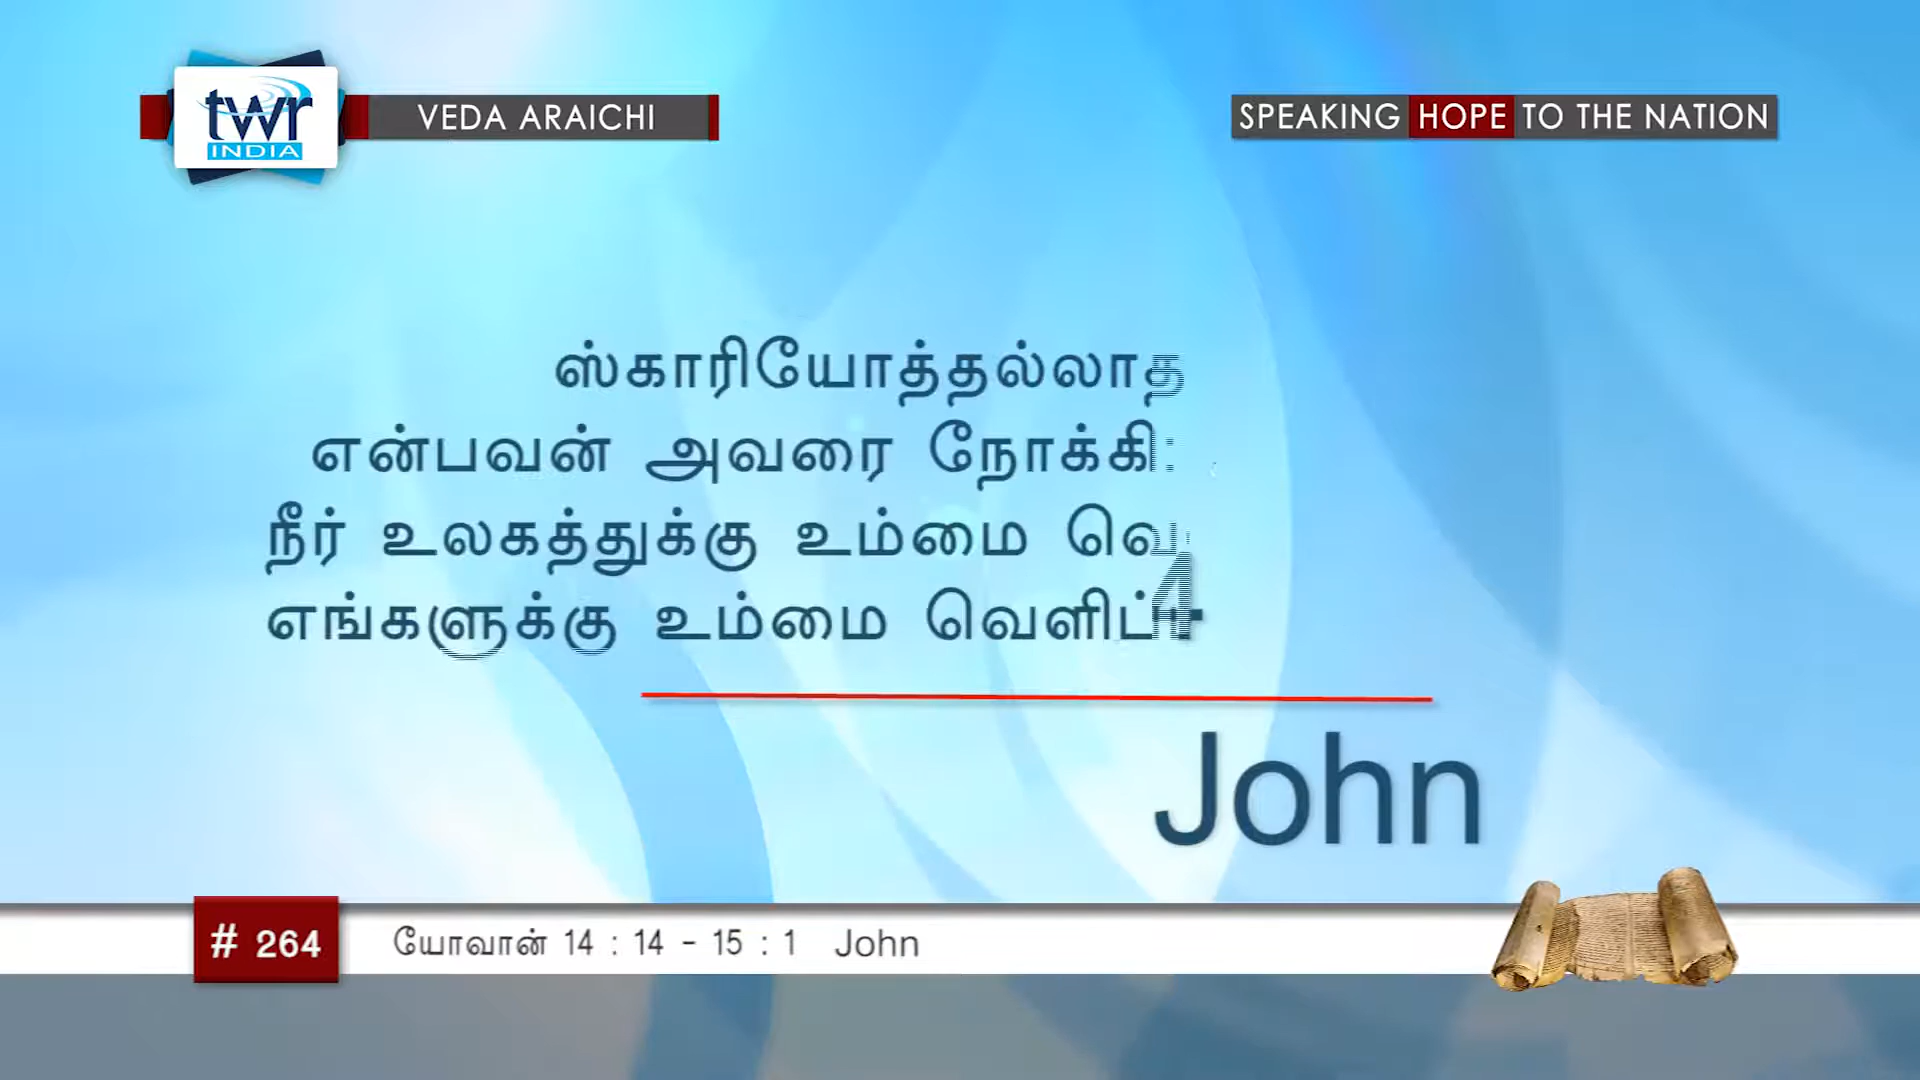 twr
INDIA
VEDA ARAICHI
SPEAKING HOPE TO THE NATION
ஸ்காரியோத்தல்லாத
என்பவன் அவரை நோக்கி:
நீர் உலகத்துக்கு உம்மை
எங்களுக்கு உம்மை
John
# 264
யோவான் 14 : 14 - 15 : 1 John